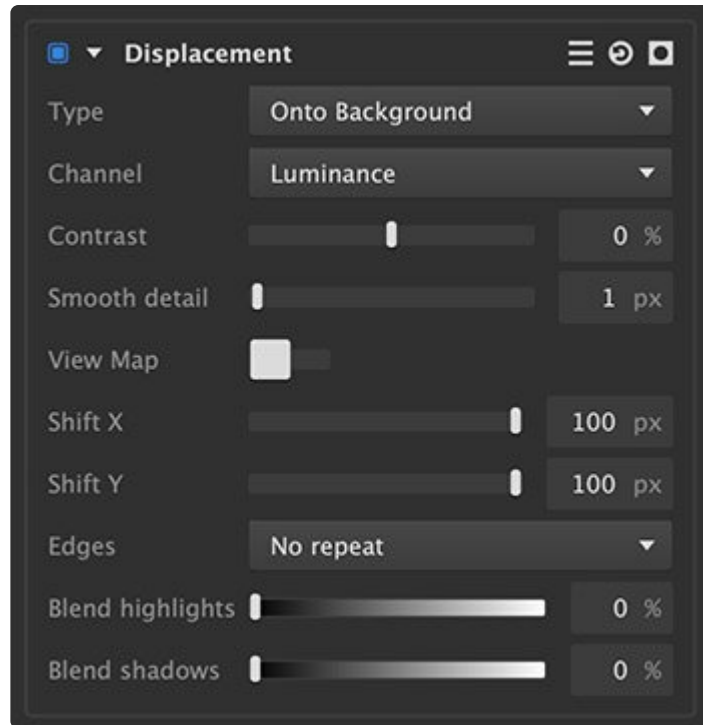 Displacement
Type Onto Background
Channel Luminance
Contrast 0 %
Smooth detail 1 px
View Map
Shift X 100 px
Shift Y 100 px
Edges No repeat
Blend highlights 0 %
Blend shadows 0 %